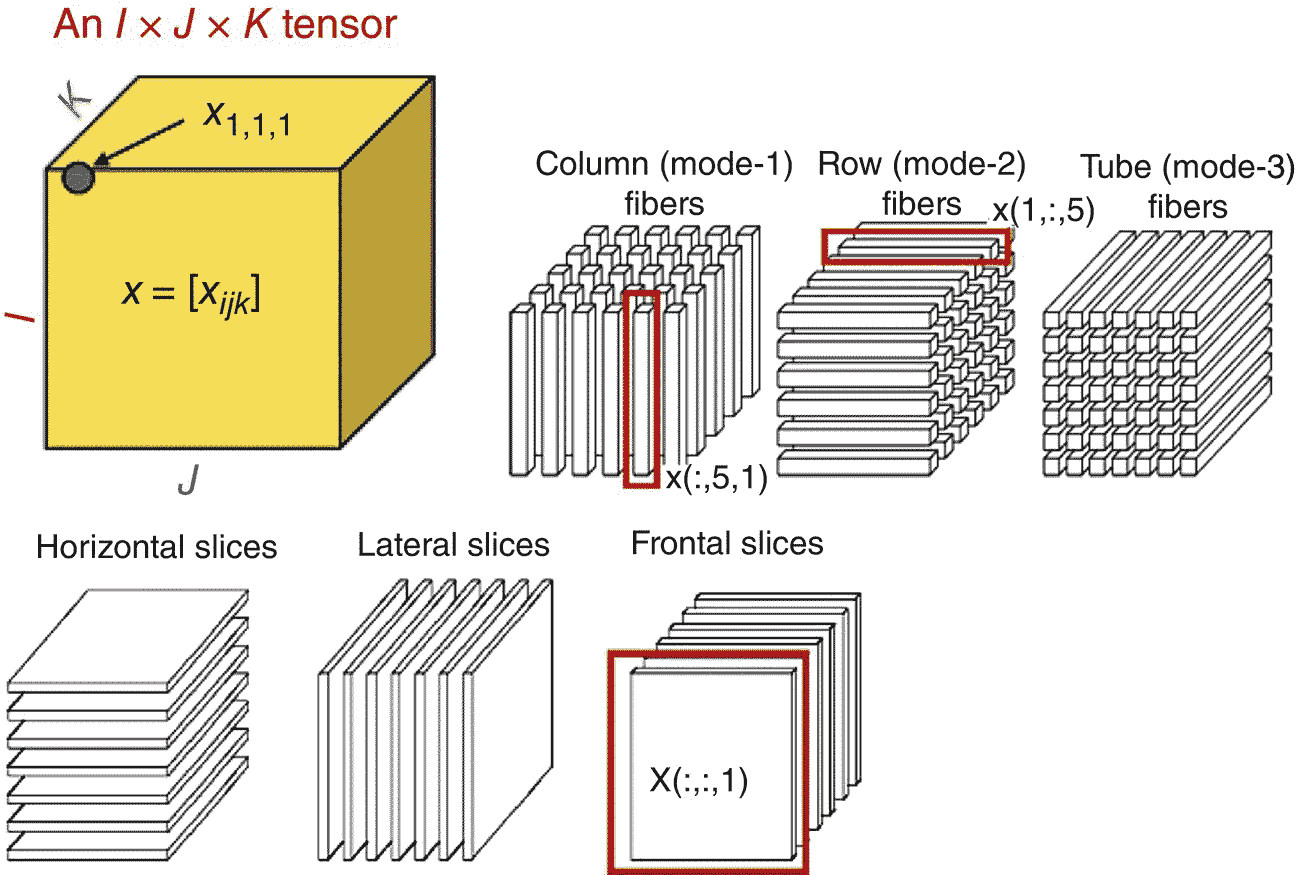 An I × J × K tensor
K
x1,1,1
x = [xijk]
I
J
Column (mode-1)
fibers
x(:,5,1)
Row (mode-2)
fibers
x(1,:,5)
Tube (mode-3)
fibers
Horizontal slices
Lateral slices
Frontal slices
X(:,:,1)